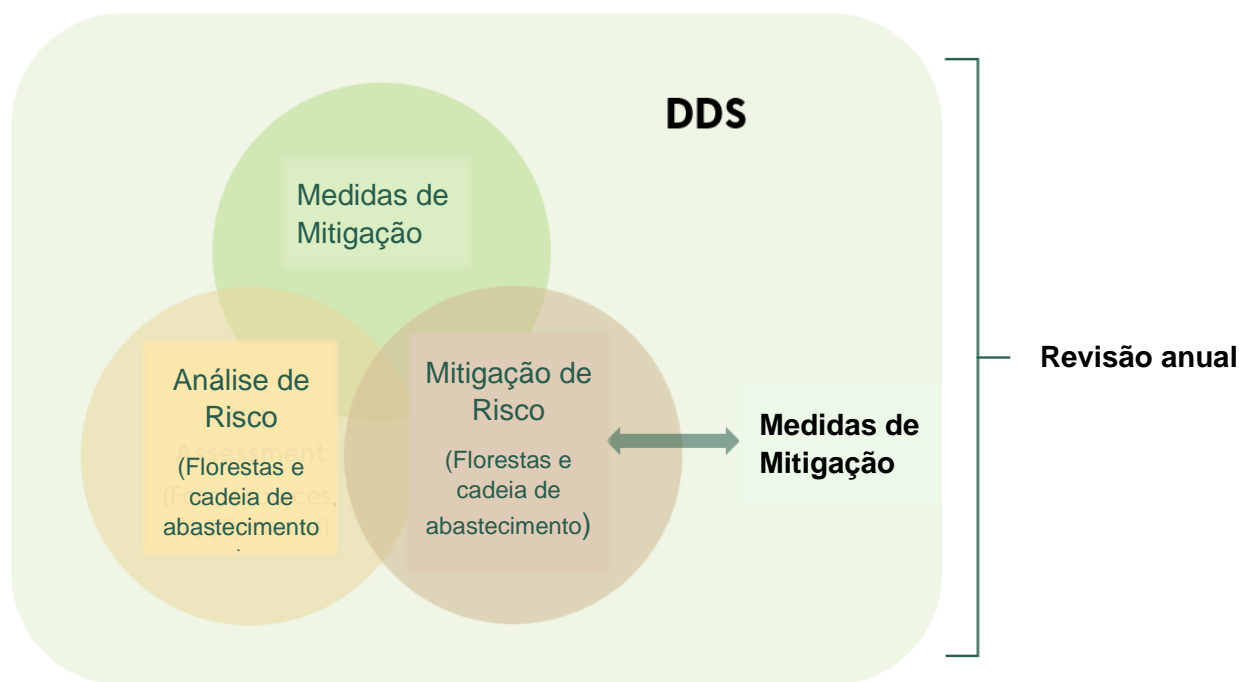 DDS
Medidas de
Mitigação
Análise de
Risco
Assessment
(Florestas e
cadeia de
abastecimento
)
Mitigação de
Risco
(Florestas e
cadeia de
abastecimento)
Medidas de
Mitigação
Revisão anual